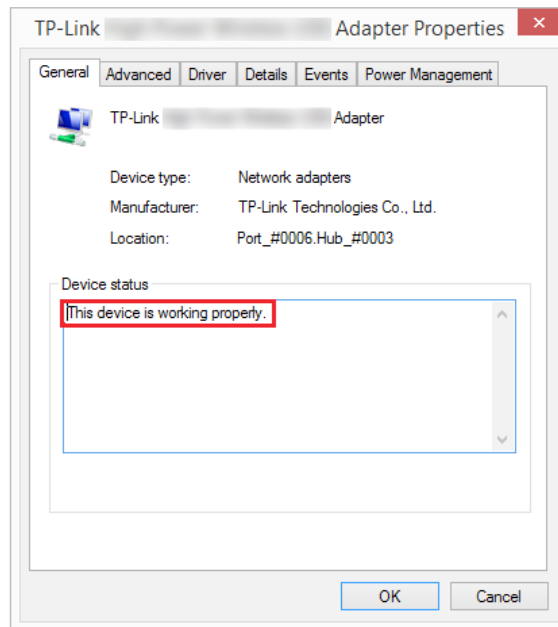 TP-Link Adapter Properties
General Advanced Driver Details Events Power Management
TP-Link Adapter
Device type: Network adapters
Manufacturer: TP-Link Technologies Co., Ltd.
Location: Port_#0006.Hub_#0003
Device status
This device is working properly.
OK Cancel